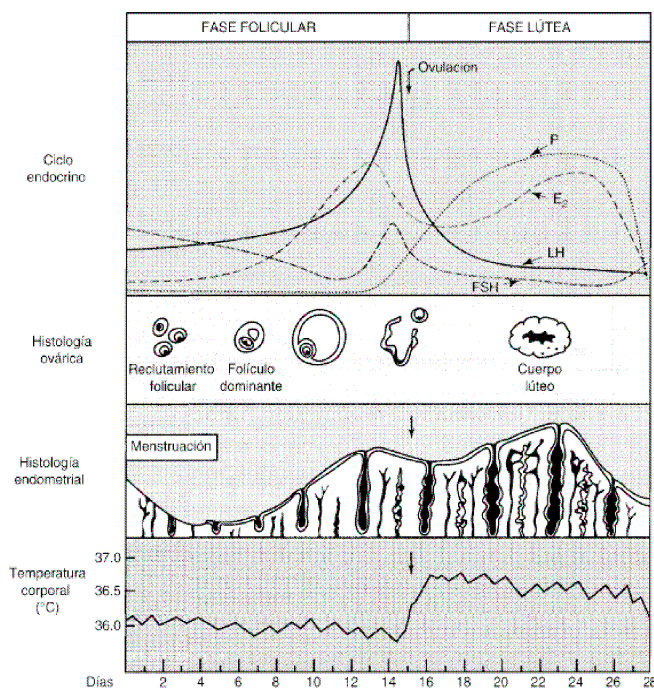 FASE FOLICULAR
FASE LÚTEA
Ovulación
Ciclo
endocrino
P
E2
LH
FSH
Histología
ovárica
Reclutamiento
folicular
Folículo
dominante
Cuerpo
lúteo
Menstruación
Histología
endometrial
Temperatura
corporal
(°C)
37.0
36.5
36.0
Días
2 4 6 8 10 12 14 16 18 20 22 24 26 28